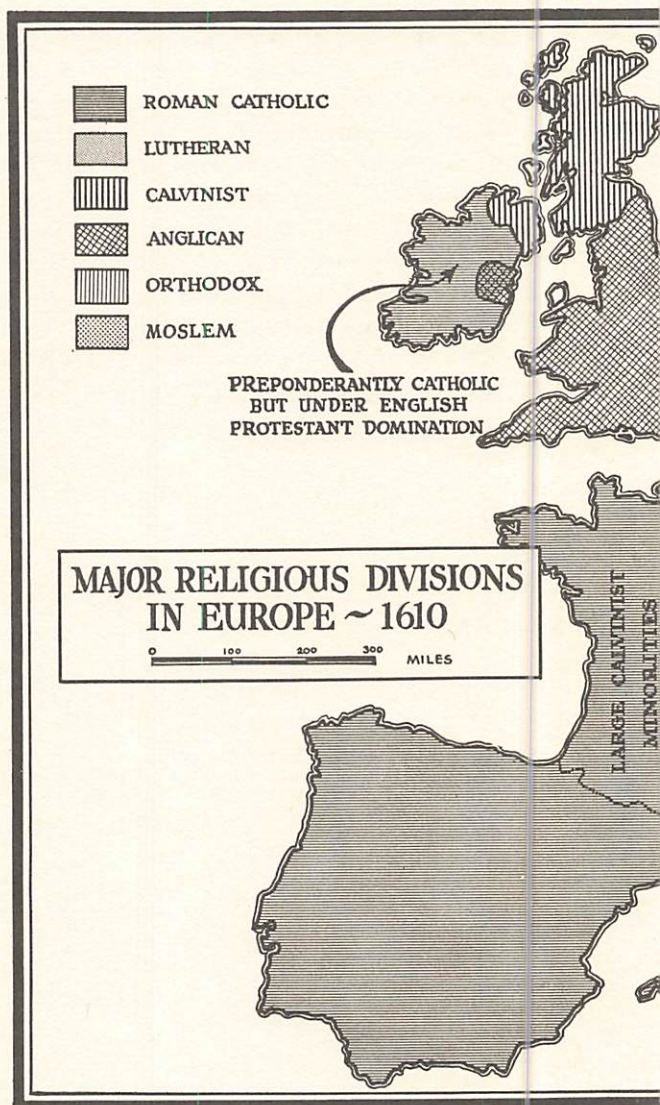 ROMAN CATHOLIC
LUTHERAN
CALVINIST
ANGLICAN
ORTHODOX
MOSLEM
PREPONDERANTLY CATHOLIC
BUT UNDER ENGLISH
PROTESTANT DOMINATION
MAJOR RELIGIOUS DIVISIONS
IN EUROPE ~ 1610
0 100 200 300 MILES
LARGE CALVINIST
MINORITIES